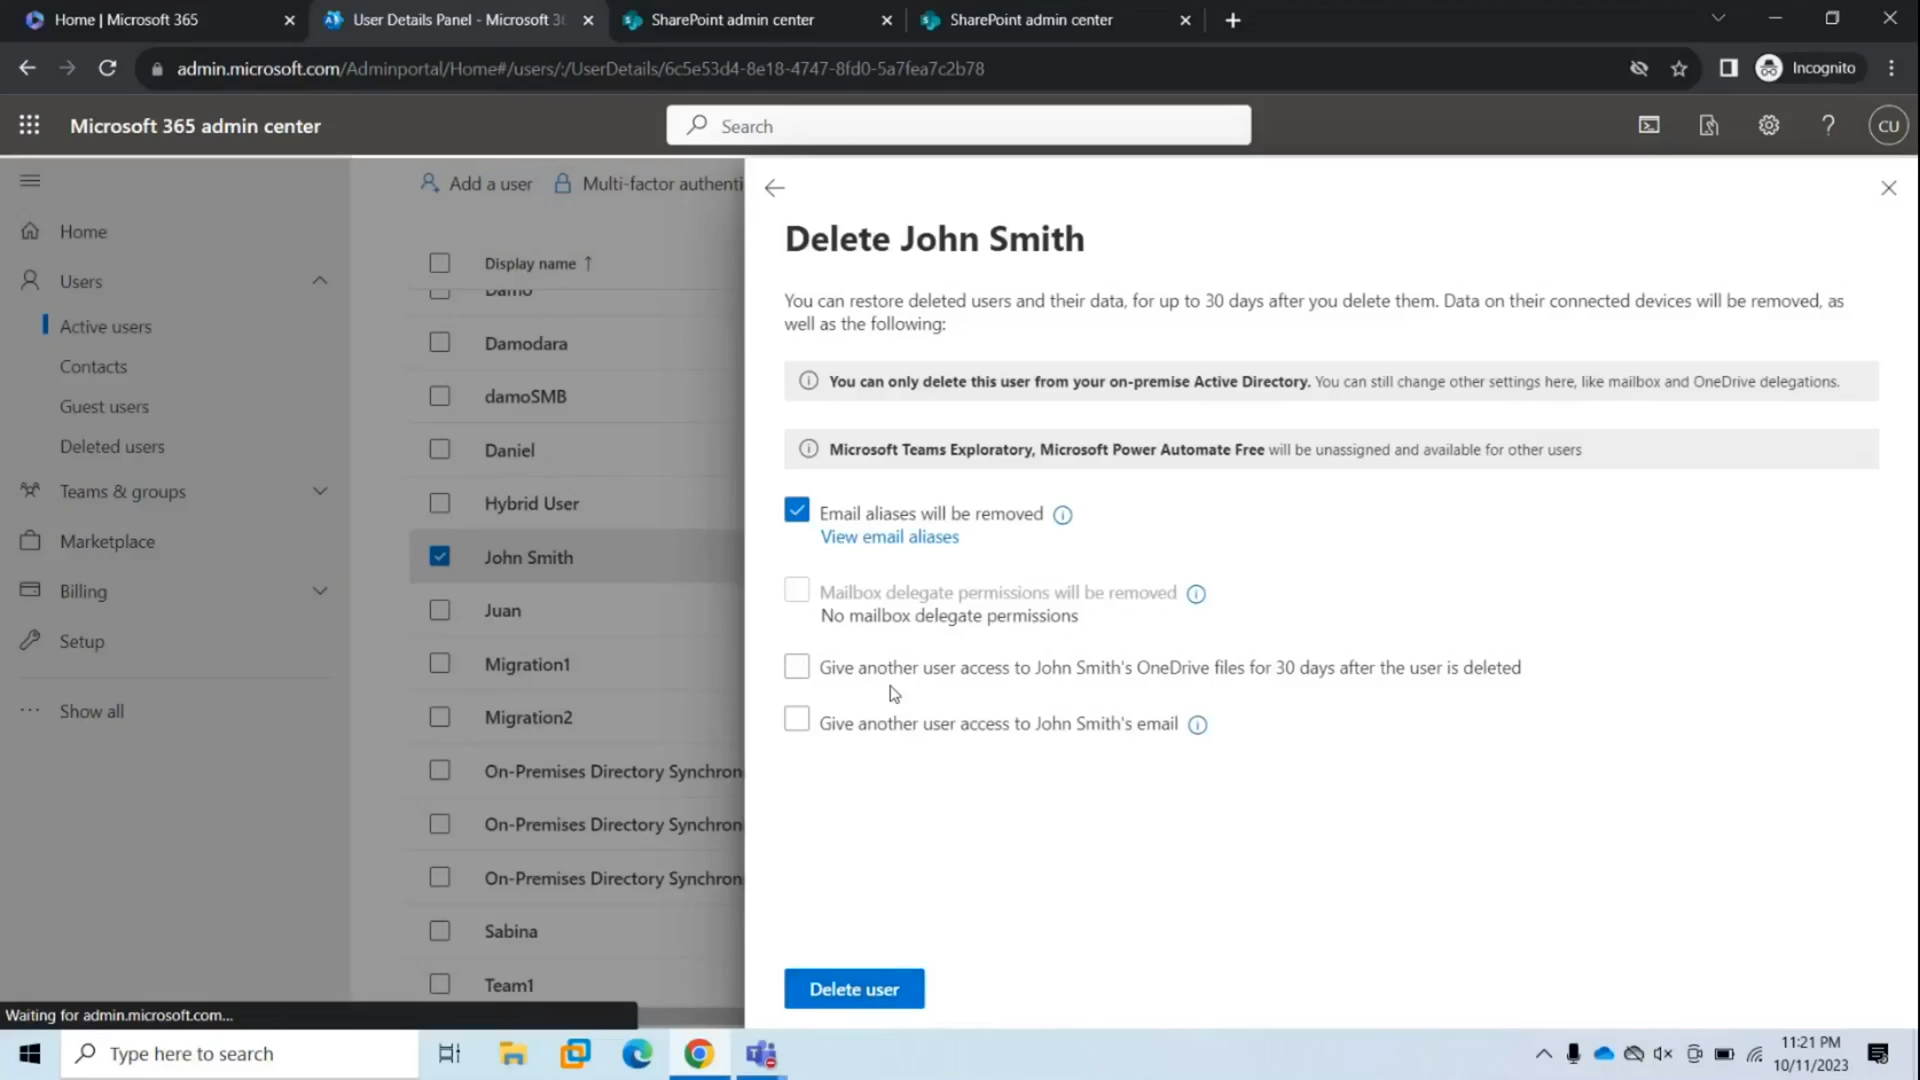 Home | Microsoft 365
User Details Panel - Microsoft 36
SharePoint admin center
SharePoint admin center
admin.microsoft.com/Adminportal/Home#/users/:/UserDetails/6c5e53d4-8e18-4747-8fd0-5a7fea7c2b78
Incognito
Microsoft 365 admin center
Search
CU
Home
Users
Active users
Contacts
Guest users
Deleted users
Teams & groups
Marketplace
Billing
Setup
Show all
Add a user
Multi-factor authenti
Display name ↑
Damo
Damodara
damoSMB
Daniel
Hybrid User
John Smith
Juan
Migration1
Migration2
On-Premises Directory Synchroni
On-Premises Directory Synchron
On-Premises Directory Synchron
Sabina
Team1
Delete John Smith
You can restore deleted users and their data, for up to 30 days after you delete them. Data on their connected devices will be removed, as
well as the following:
You can only delete this user from your on-premise Active Directory. You can still change other settings here, like mailbox and OneDrive delegations.
Microsoft Teams Exploratory, Microsoft Power Automate Free will be unassigned and available for other users
Email aliases will be removed
View email aliases
Mailbox delegate permissions will be removed
No mailbox delegate permissions
Give another user access to John Smith's OneDrive files for 30 days after the user is deleted
Give another user access to John Smith's email
Delete user
Waiting for admin.microsoft.com...
Type here to search
11:21 PM
10/11/2023